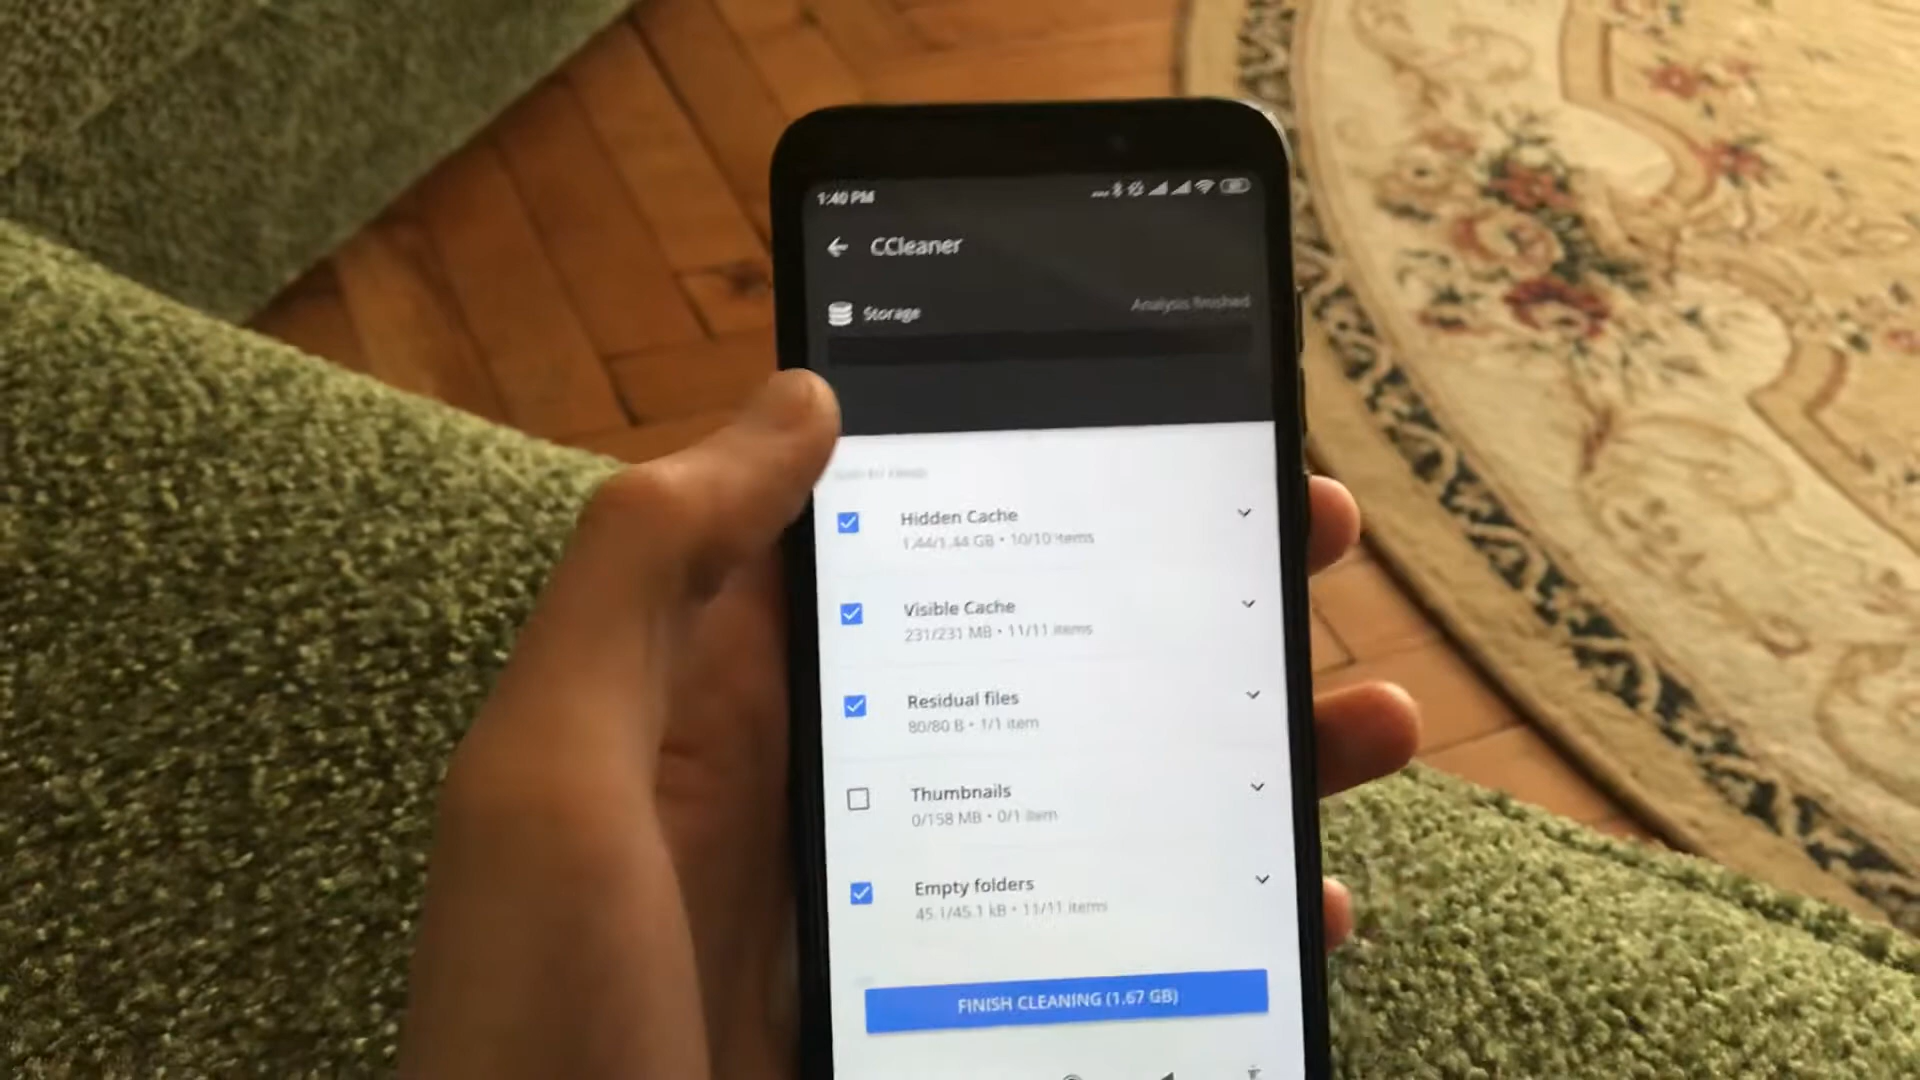 1:40 PM
CCleaner
Storage
Analysis finished
Hidden Cache
1.44/1.44 GB • 10/10 items
Visible Cache
231/231 MB • 11/11 items
Residual files
80/80 B • 1/1 item
Thumbnails
0/158 MB • 0/1 item
Empty folders
45.1/45.1 kB • 11/11 items
FINISH CLEANING (1.67 GB)